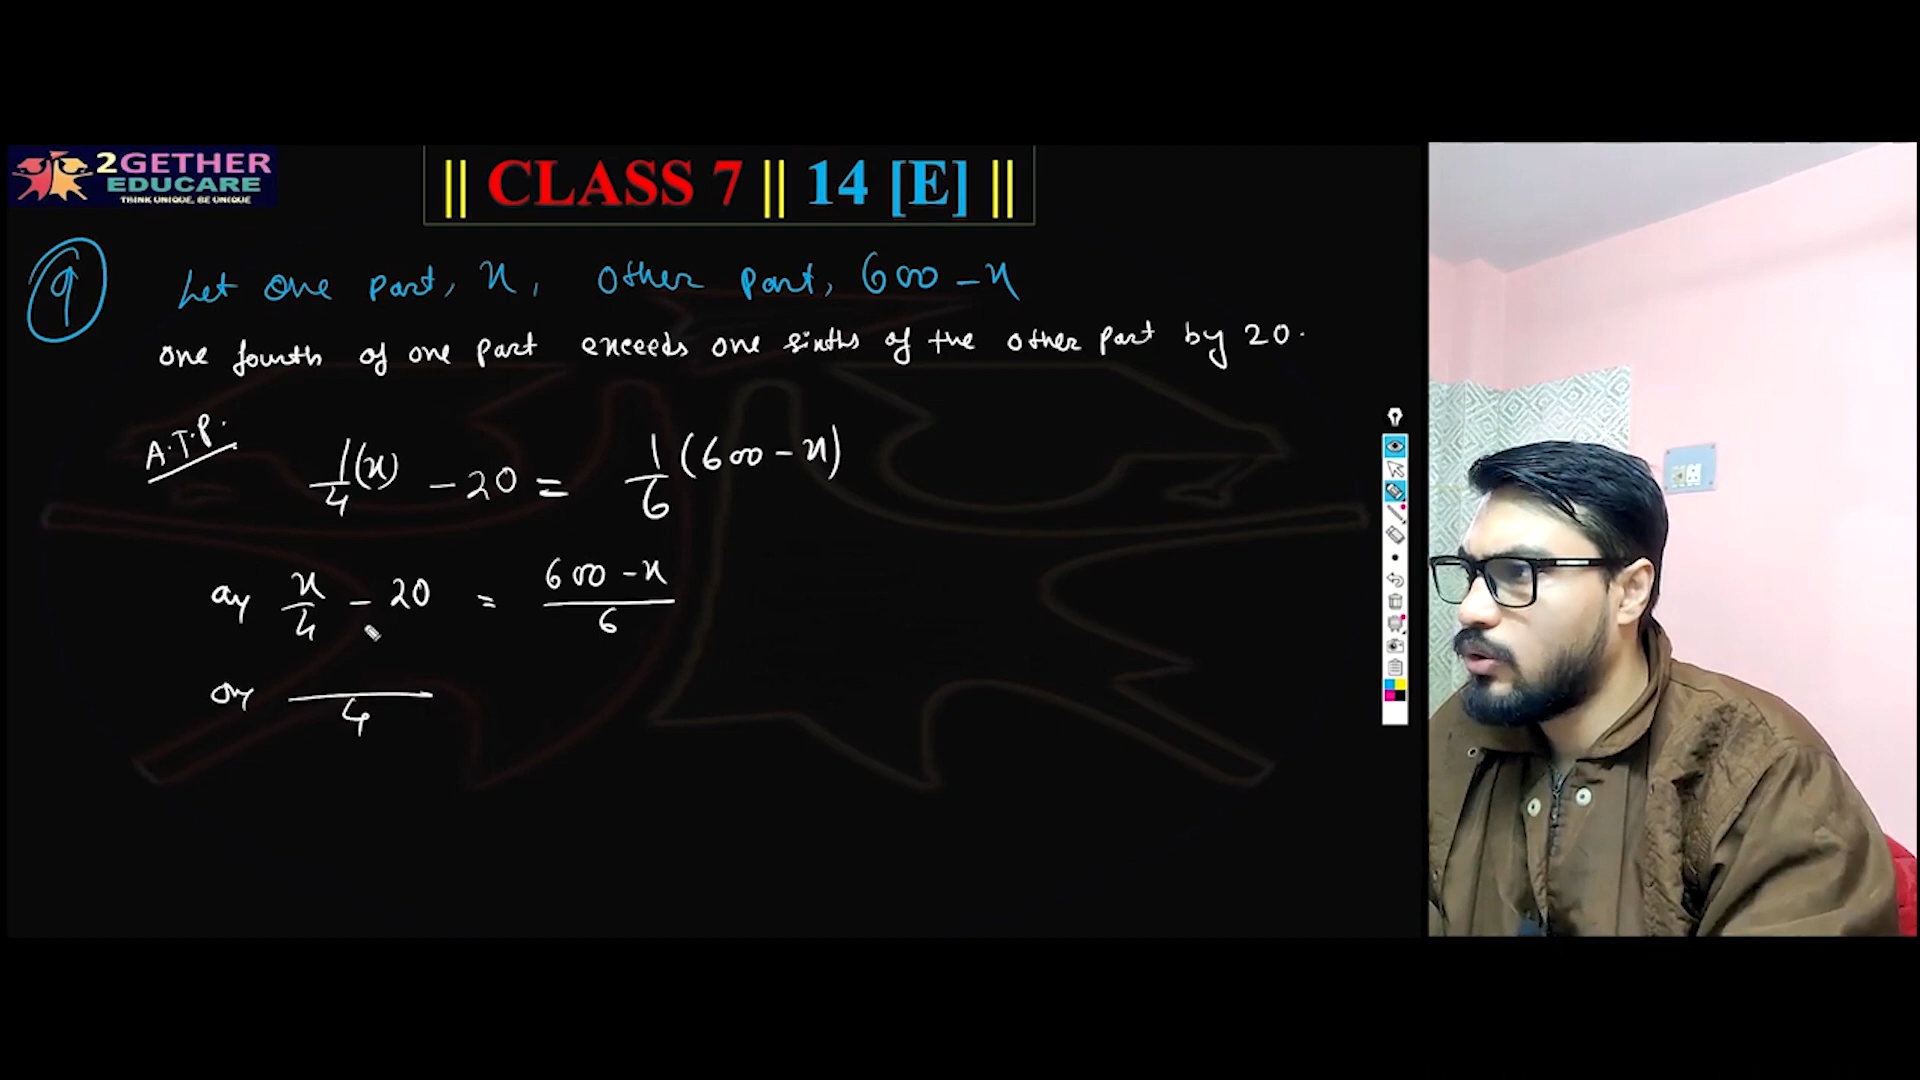 2GETHER
EDUCARE
THINK UNIQUE, BE UNIQUE
|| CLASS 7 || 14 [E] ||
9 Let one part, x, other part, 600 - x
one fourth of one part exceeds one sixths of the other part by 20.
A.T.P. 1/4 (x) - 20 = 1/6 (600 - x)
or x/4 - 20 = (600 - x)/6
or /4